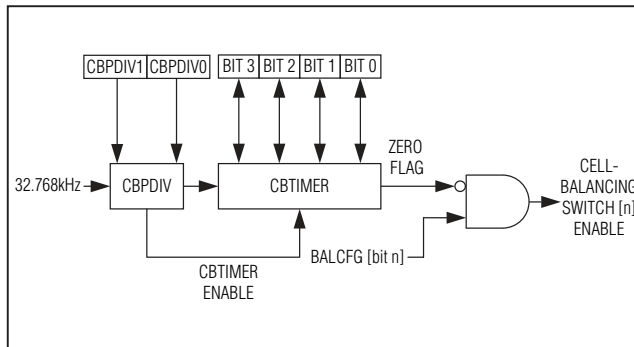 CBPDIV1 CBPDIV0 BIT 3 BIT 2 BIT 1 BIT 0
ZERO
FLAG
32.768kHz
CBPDIV
CBTIMER
CELL-
BALANCING
SWITCH [n]
ENABLE
CBTIMER
ENABLE
BALCFG [bit n]